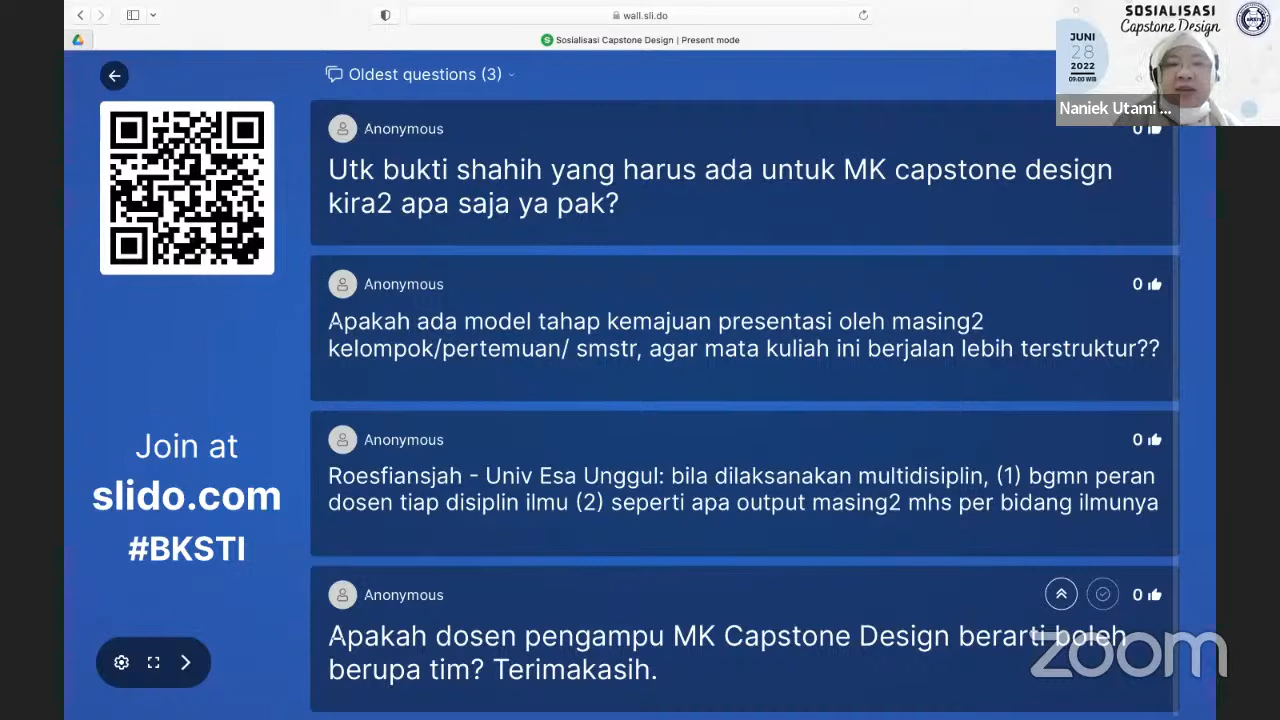 wall.sli.do
Sosialisasi Capstone Design | Present mode
SOSIALISASI
Capstone Design
JUNI
28
2022
09:00 WIB
Naniek Utami ...
Oldest questions (3)
Anonymous
0
Utk bukti shahih yang harus ada untuk MK capstone design
kira2 apa saja ya pak?
Anonymous
0
Apakah ada model tahap kemajuan presentasi oleh masing2
kelompok/pertemuan/ smstr, agar mata kuliah ini berjalan lebih terstruktur??
Anonymous
0
Roesfiansjah - Univ Esa Unggul: bila dilaksanakan multidisiplin, (1) bgmn peran
dosen tiap disiplin ilmu (2) seperti apa output masing2 mhs per bidang ilmunya
Anonymous
0
Apakah dosen pengampu MK Capstone Design berarti boleh
berupa tim? Terimakasih.
Join at
slido.com
#BKSTI
zoom